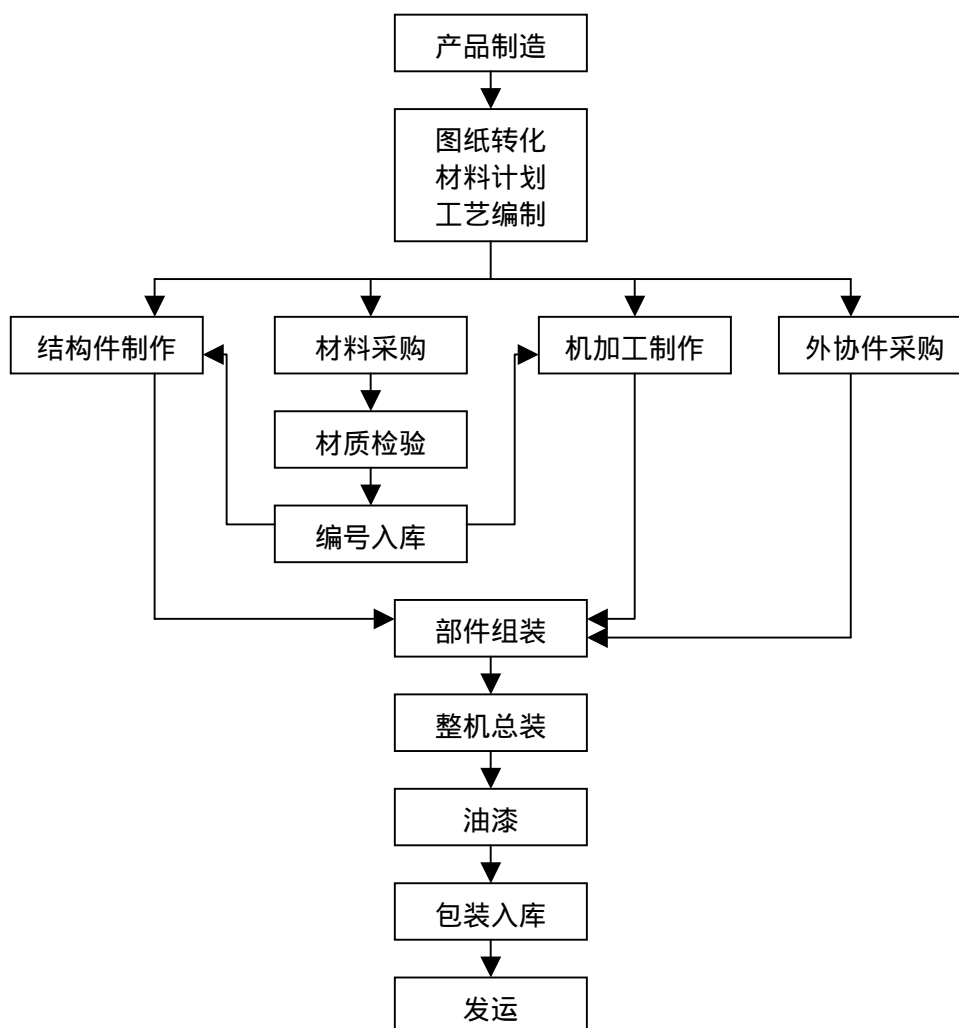 产品制造
图纸转化
材料计划
工艺编制
结构件制作
材料采购
机加工制作
外协件采购
材质检验
编号入库
部件组装
整机总装
油漆
包装入库
发运